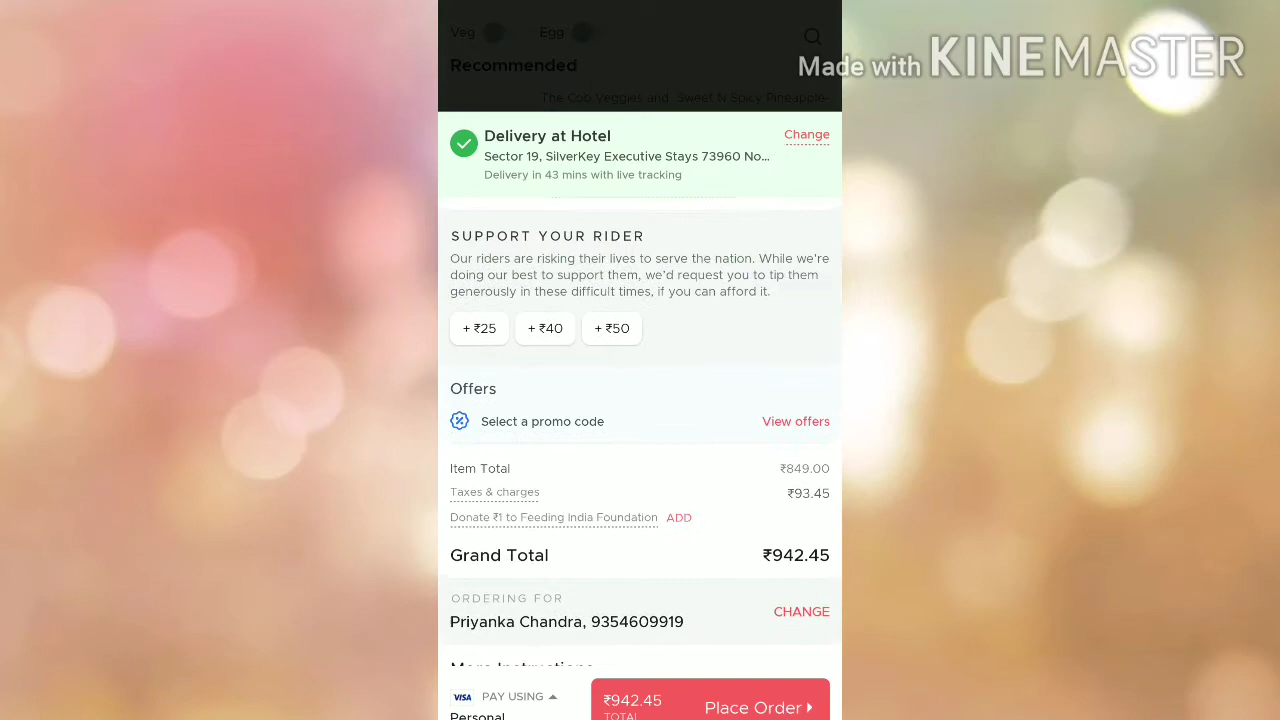 Veg Egg
Made with KINEMASTER
Recommended
The Cob Veggies and Sweet N Spicy Pineapple-
Delivery at Hotel
Change
Sector 19, SilverKey Executive Stays 73960 No...
Delivery in 43 mins with live tracking
SUPPORT YOUR RIDER
Our riders are risking their lives to serve the nation. While we're
doing our best to support them, we'd request you to tip them
generously in these difficult times, if you can afford it.
+ ₹25 + ₹40 + ₹50
Offers
Select a promo code View offers
Item Total ₹849.00
Taxes & charges ₹93.45
Donate ₹1 to Feeding India Foundation ADD
Grand Total ₹942.45
ORDERING FOR
CHANGE
Priyanka Chandra, 9354609919
More Instructions
VISA PAY USING
₹942.45
Place Order
Personal
TOTAL